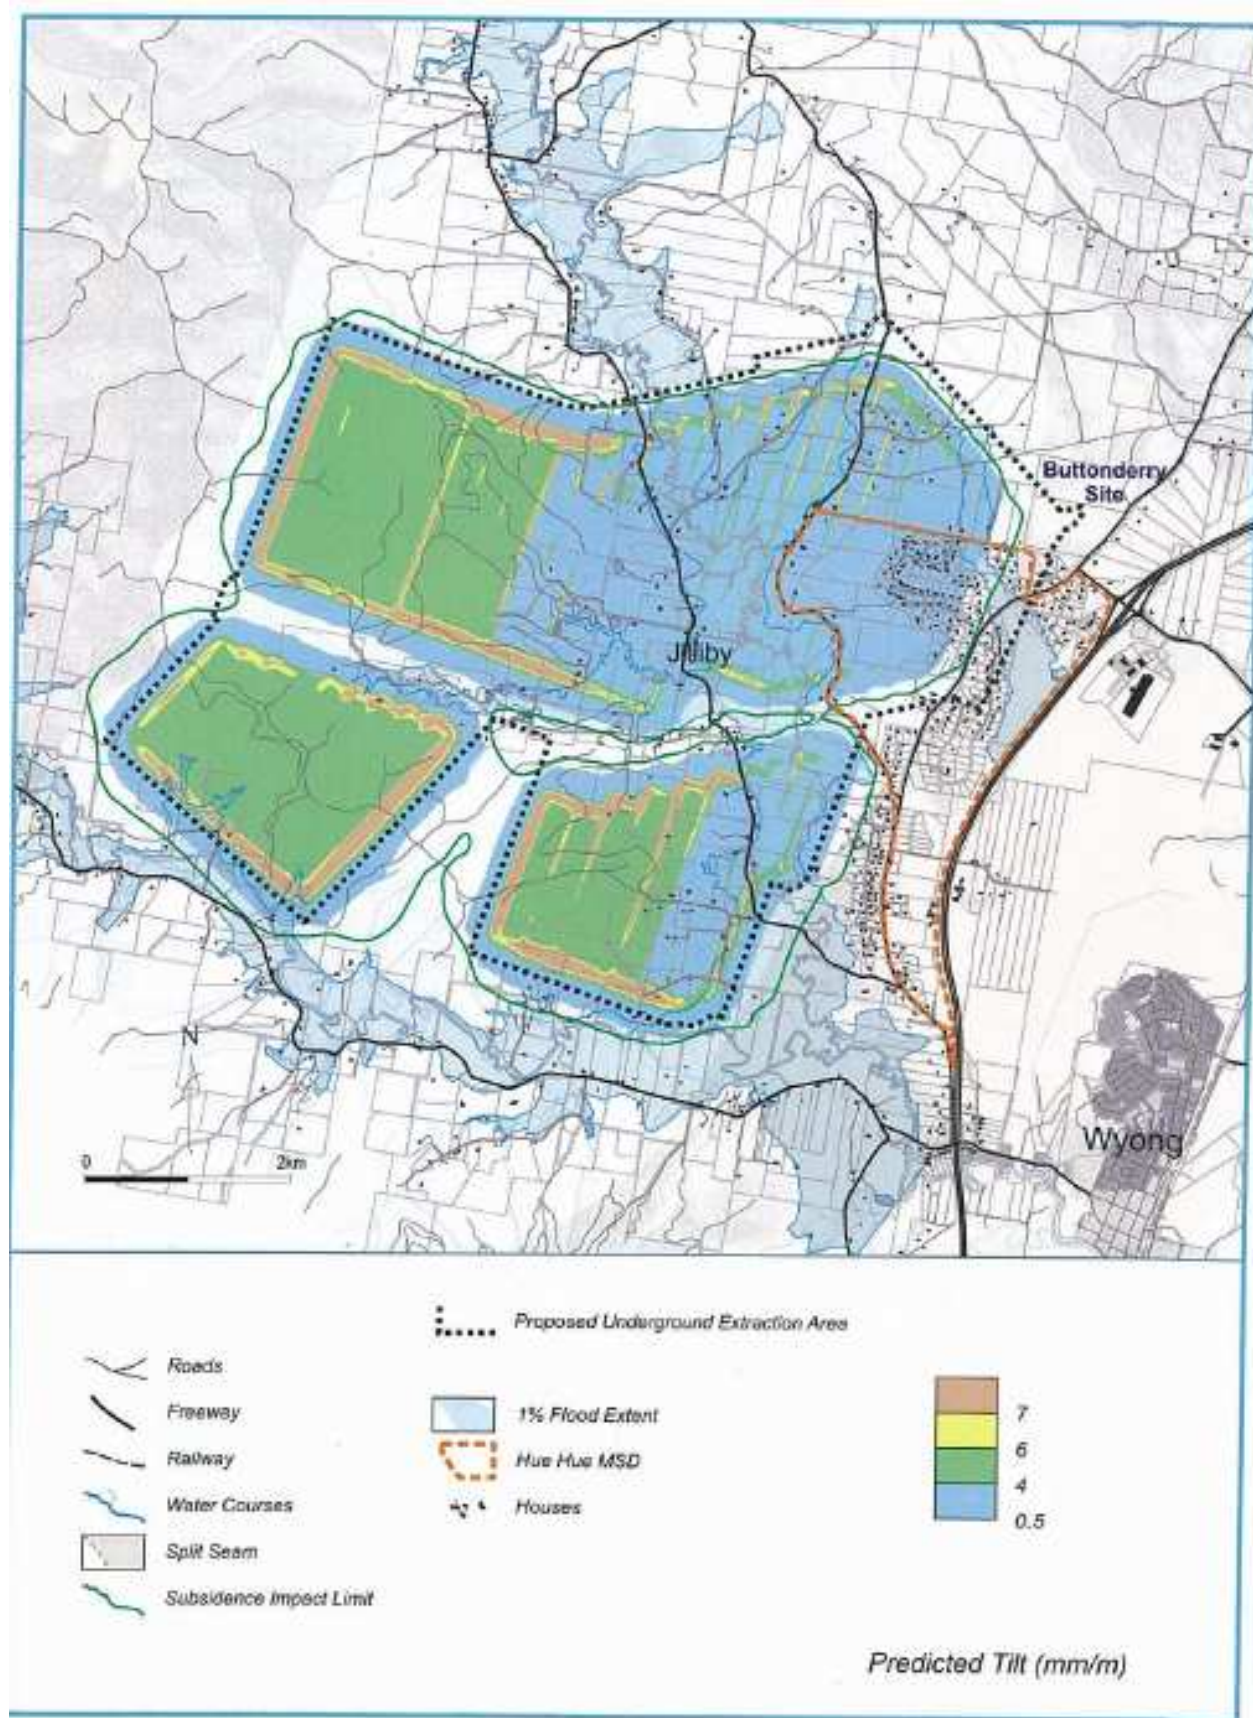 Buttonderry
Site
Jilliby
N
0 2km
Wyong
Proposed Underground Extraction Area
Roads
Freeway
Railway
Water Courses
Split Seam
Subsidence Impact Limit
1% Flood Extent
Hue Hue MSD
Houses
7
6
4
0.5
Predicted Tilt (mm/m)